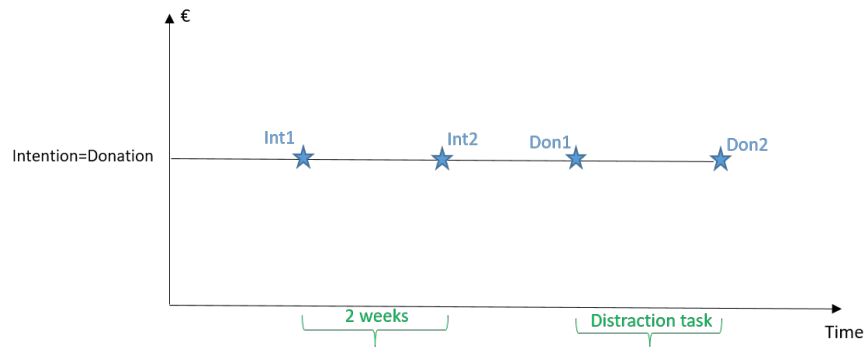 €
Int1
Int2
Don1
Don2
Intention=Donation
2 weeks
Distraction task
Time